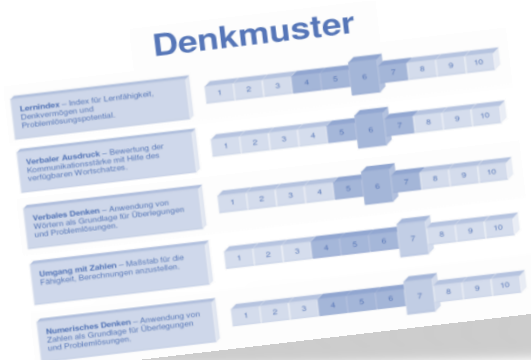 Denkmuster
Lernindex – Index für Lernfähigkeit,
Denkvermögen und
Problemlösungspotential.
1 2 3 4 5 6 7 8 9 10
Verbaler Ausdruck – Bewertung der
Kommunikationsstärke mit Hilfe des
verfügbaren Wortschatzes.
1 2 3 4 5 6 7 8 9 10
Verbales Denken – Anwendung von
Wörtern als Grundlage für Überlegungen
und Problemlösungen.
1 2 3 4 5 6 7 8 9 10
Umgang mit Zahlen – Maßstab für die
Fähigkeit, Berechnungen anzustellen.
1 2 3 4 5 6 7 8 9 10
Numerisches Denken – Anwendung von
Zahlen als Grundlage für Überlegungen
und Problemlösungen.
1 2 3 4 5 6 7 8 9 10